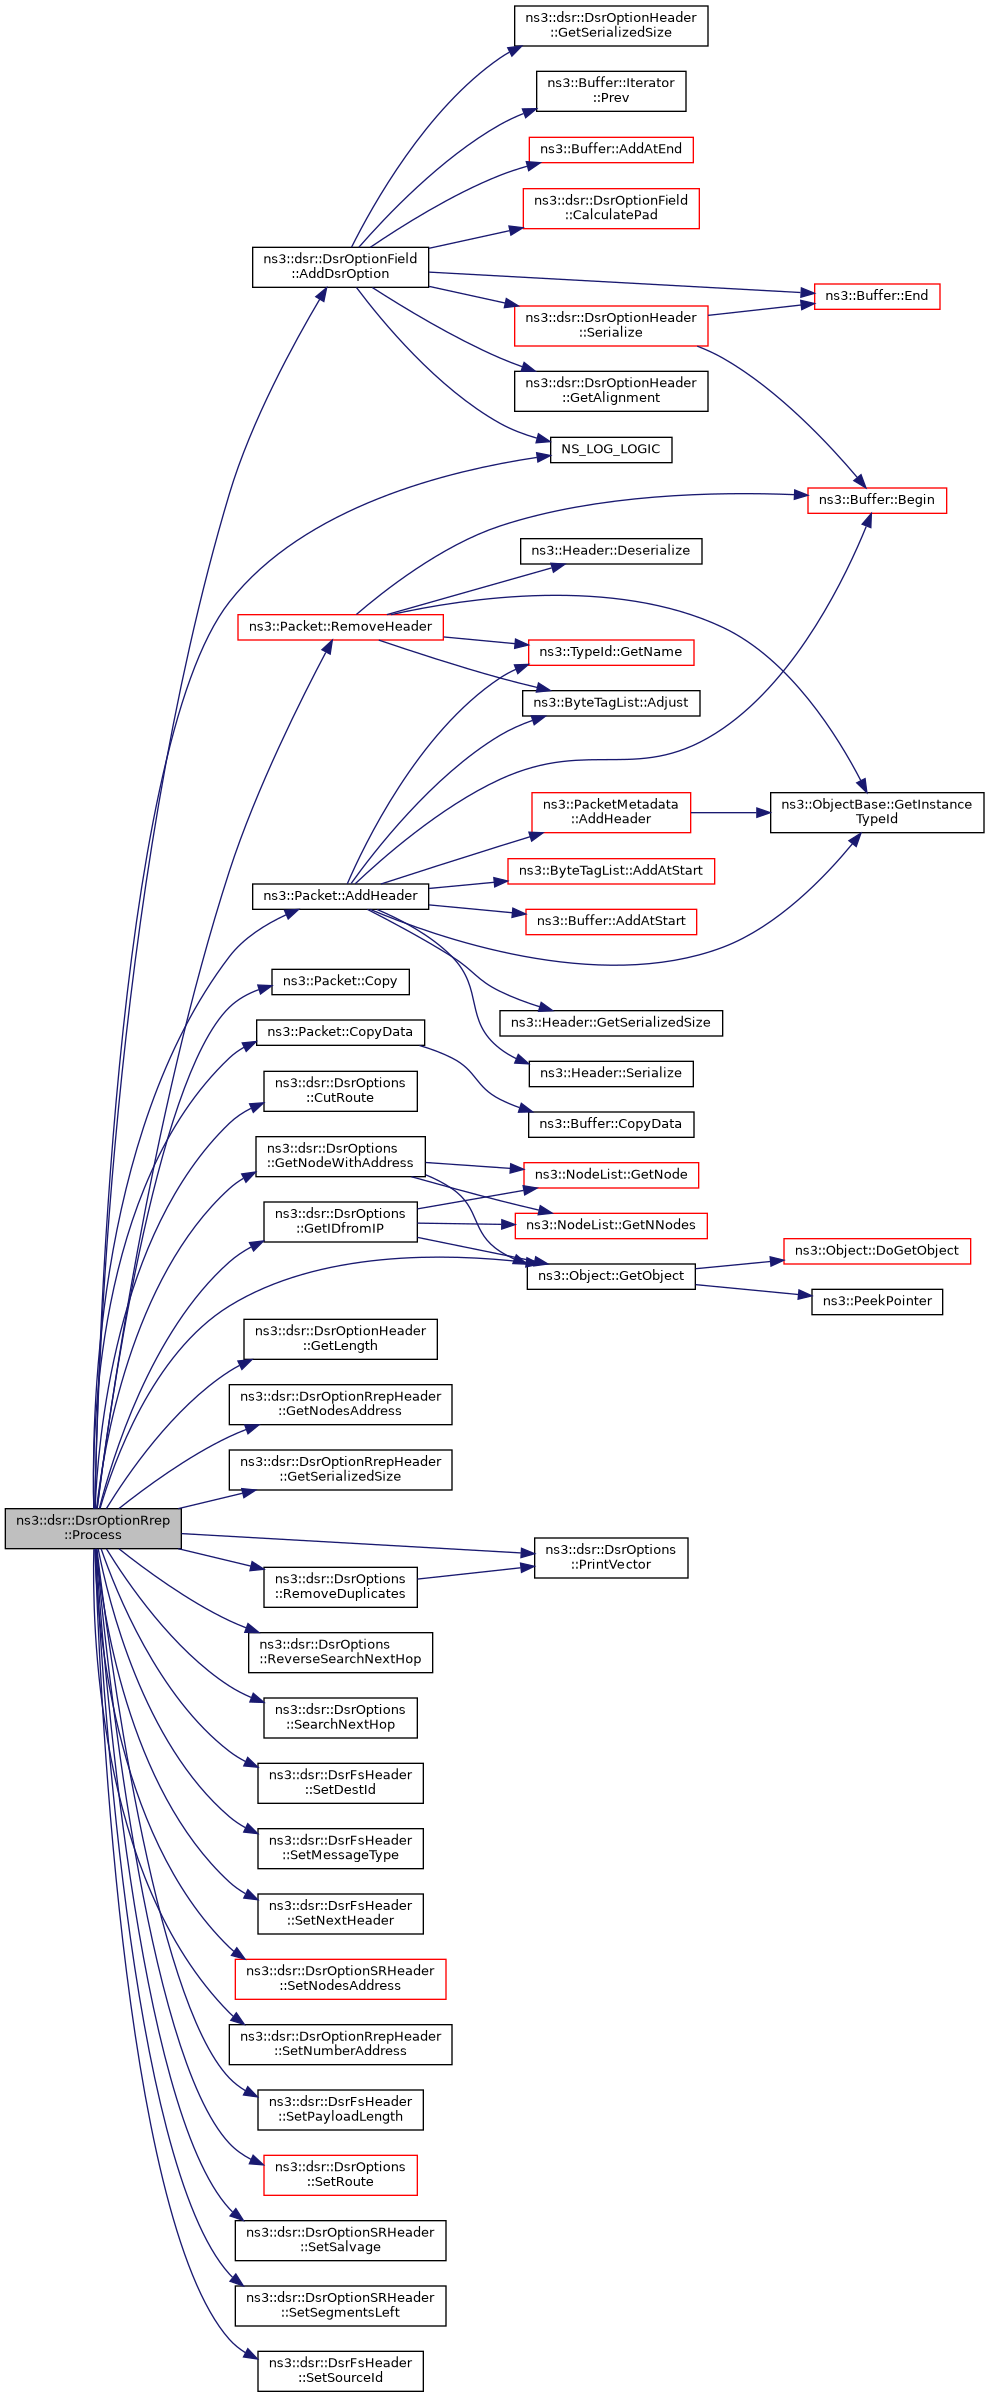 ns3::dsr::DsrOptionHeader
::GetSerializedSize
ns3::Buffer::Iterator
::Prev
ns3::Buffer::AddAtEnd
ns3::dsr::DsrOptionField
::CalculatePad
ns3::dsr::DsrOptionField
::AddDsrOption
ns3::Buffer::End
ns3::dsr::DsrOptionHeader
::Serialize
ns3::dsr::DsrOptionHeader
::GetAlignment
NS_LOG_LOGIC
ns3::Buffer::Begin
ns3::Header::Deserialize
ns3::Packet::RemoveHeader
ns3::TypeId::GetName
ns3::ByteTagList::Adjust
ns3::PacketMetadata
::AddHeader
ns3::ObjectBase::GetInstance
TypeId
ns3::ByteTagList::AddAtStart
ns3::Packet::AddHeader
ns3::Buffer::AddAtStart
ns3::Packet::Copy
ns3::Header::GetSerializedSize
ns3::Packet::CopyData
ns3::Header::Serialize
ns3::dsr::DsrOptions
::CutRoute
ns3::Buffer::CopyData
ns3::dsr::DsrOptions
::GetNodeWithAddress
ns3::NodeList::GetNode
ns3::dsr::DsrOptions
::GetIDfromIP
ns3::NodeList::GetNNodes
ns3::Object::DoGetObject
ns3::Object::GetObject
ns3::PeekPointer
ns3::dsr::DsrOptionHeader
::GetLength
ns3::dsr::DsrOptionRrepHeader
::GetNodesAddress
ns3::dsr::DsrOptionRrepHeader
::GetSerializedSize
ns3::dsr::DsrOptionRrep
::Process
ns3::dsr::DsrOptions
::PrintVector
ns3::dsr::DsrOptions
::RemoveDuplicates
ns3::dsr::DsrOptions
::ReverseSearchNextHop
ns3::dsr::DsrOptions
::SearchNextHop
ns3::dsr::DsrFsHeader
::SetDestId
ns3::dsr::DsrFsHeader
::SetMessageType
ns3::dsr::DsrFsHeader
::SetNextHeader
ns3::dsr::DsrOptionSRHeader
::SetNodesAddress
ns3::dsr::DsrOptionRrepHeader
::SetNumberAddress
ns3::dsr::DsrFsHeader
::SetPayloadLength
ns3::dsr::DsrOptions
::SetRoute
ns3::dsr::DsrOptionSRHeader
::SetSalvage
ns3::dsr::DsrOptionSRHeader
::SetSegmentsLeft
ns3::dsr::DsrFsHeader
::SetSourceId